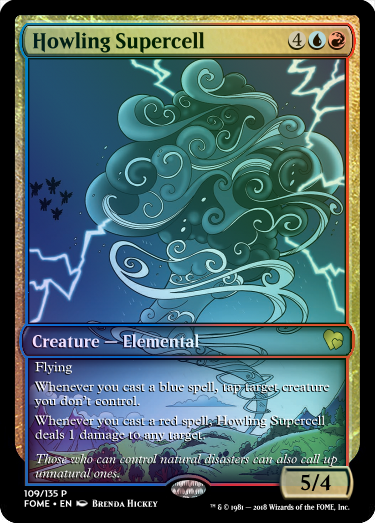 Howling Supercell 4
Creature — Elemental
Flying
Whenever you cast a blue spell, tap target creature
you don't control.
Whenever you cast a red spell, Howling Supercell
deals 1 damage to any target.
Those who can control natural disasters can also call up
unnatural ones.
5/4
109/135 P
FOME • EN Brenda Hickey
™ & © 1981 — 2018 Wizards of the FOME, Inc.